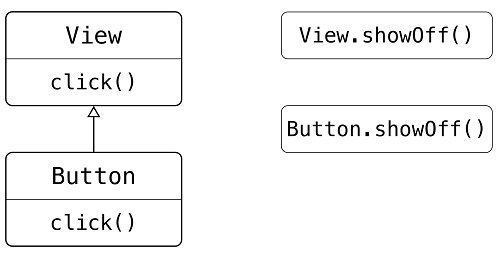 View
click()
Button
click()
View.showOff()
Button.showOff()